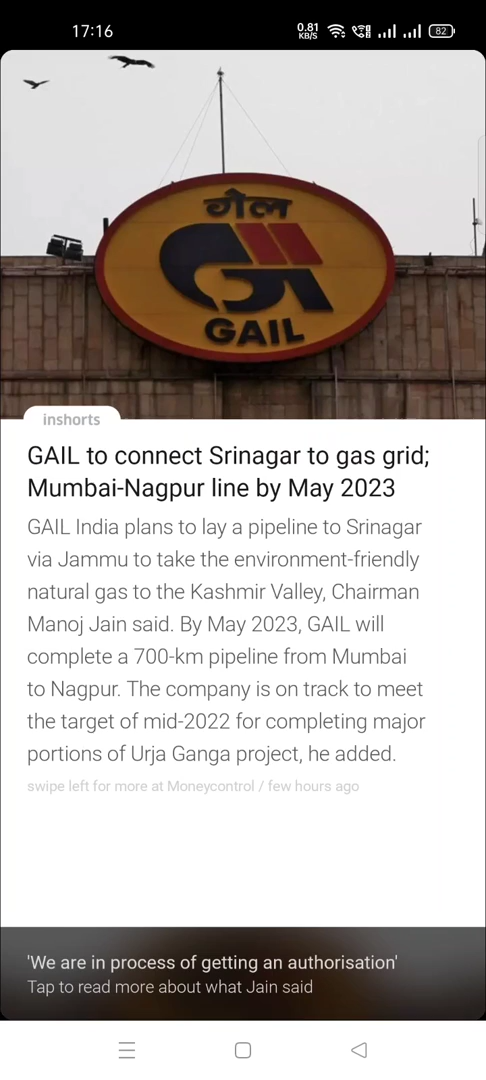 17:16
0.81
KB/S
82
गेल
GAIL
inshorts
GAIL to connect Srinagar to gas grid;
Mumbai-Nagpur line by May 2023
GAIL India plans to lay a pipeline to Srinagar
via Jammu to take the environment-friendly
natural gas to the Kashmir Valley, Chairman
Manoj Jain said. By May 2023, GAIL will
complete a 700-km pipeline from Mumbai
to Nagpur. The company is on track to meet
the target of mid-2022 for completing major
portions of Urja Ganga project, he added.
swipe left for more at Moneycontrol / few hours ago
'We are in process of getting an authorisation'
Tap to read more about what Jain said